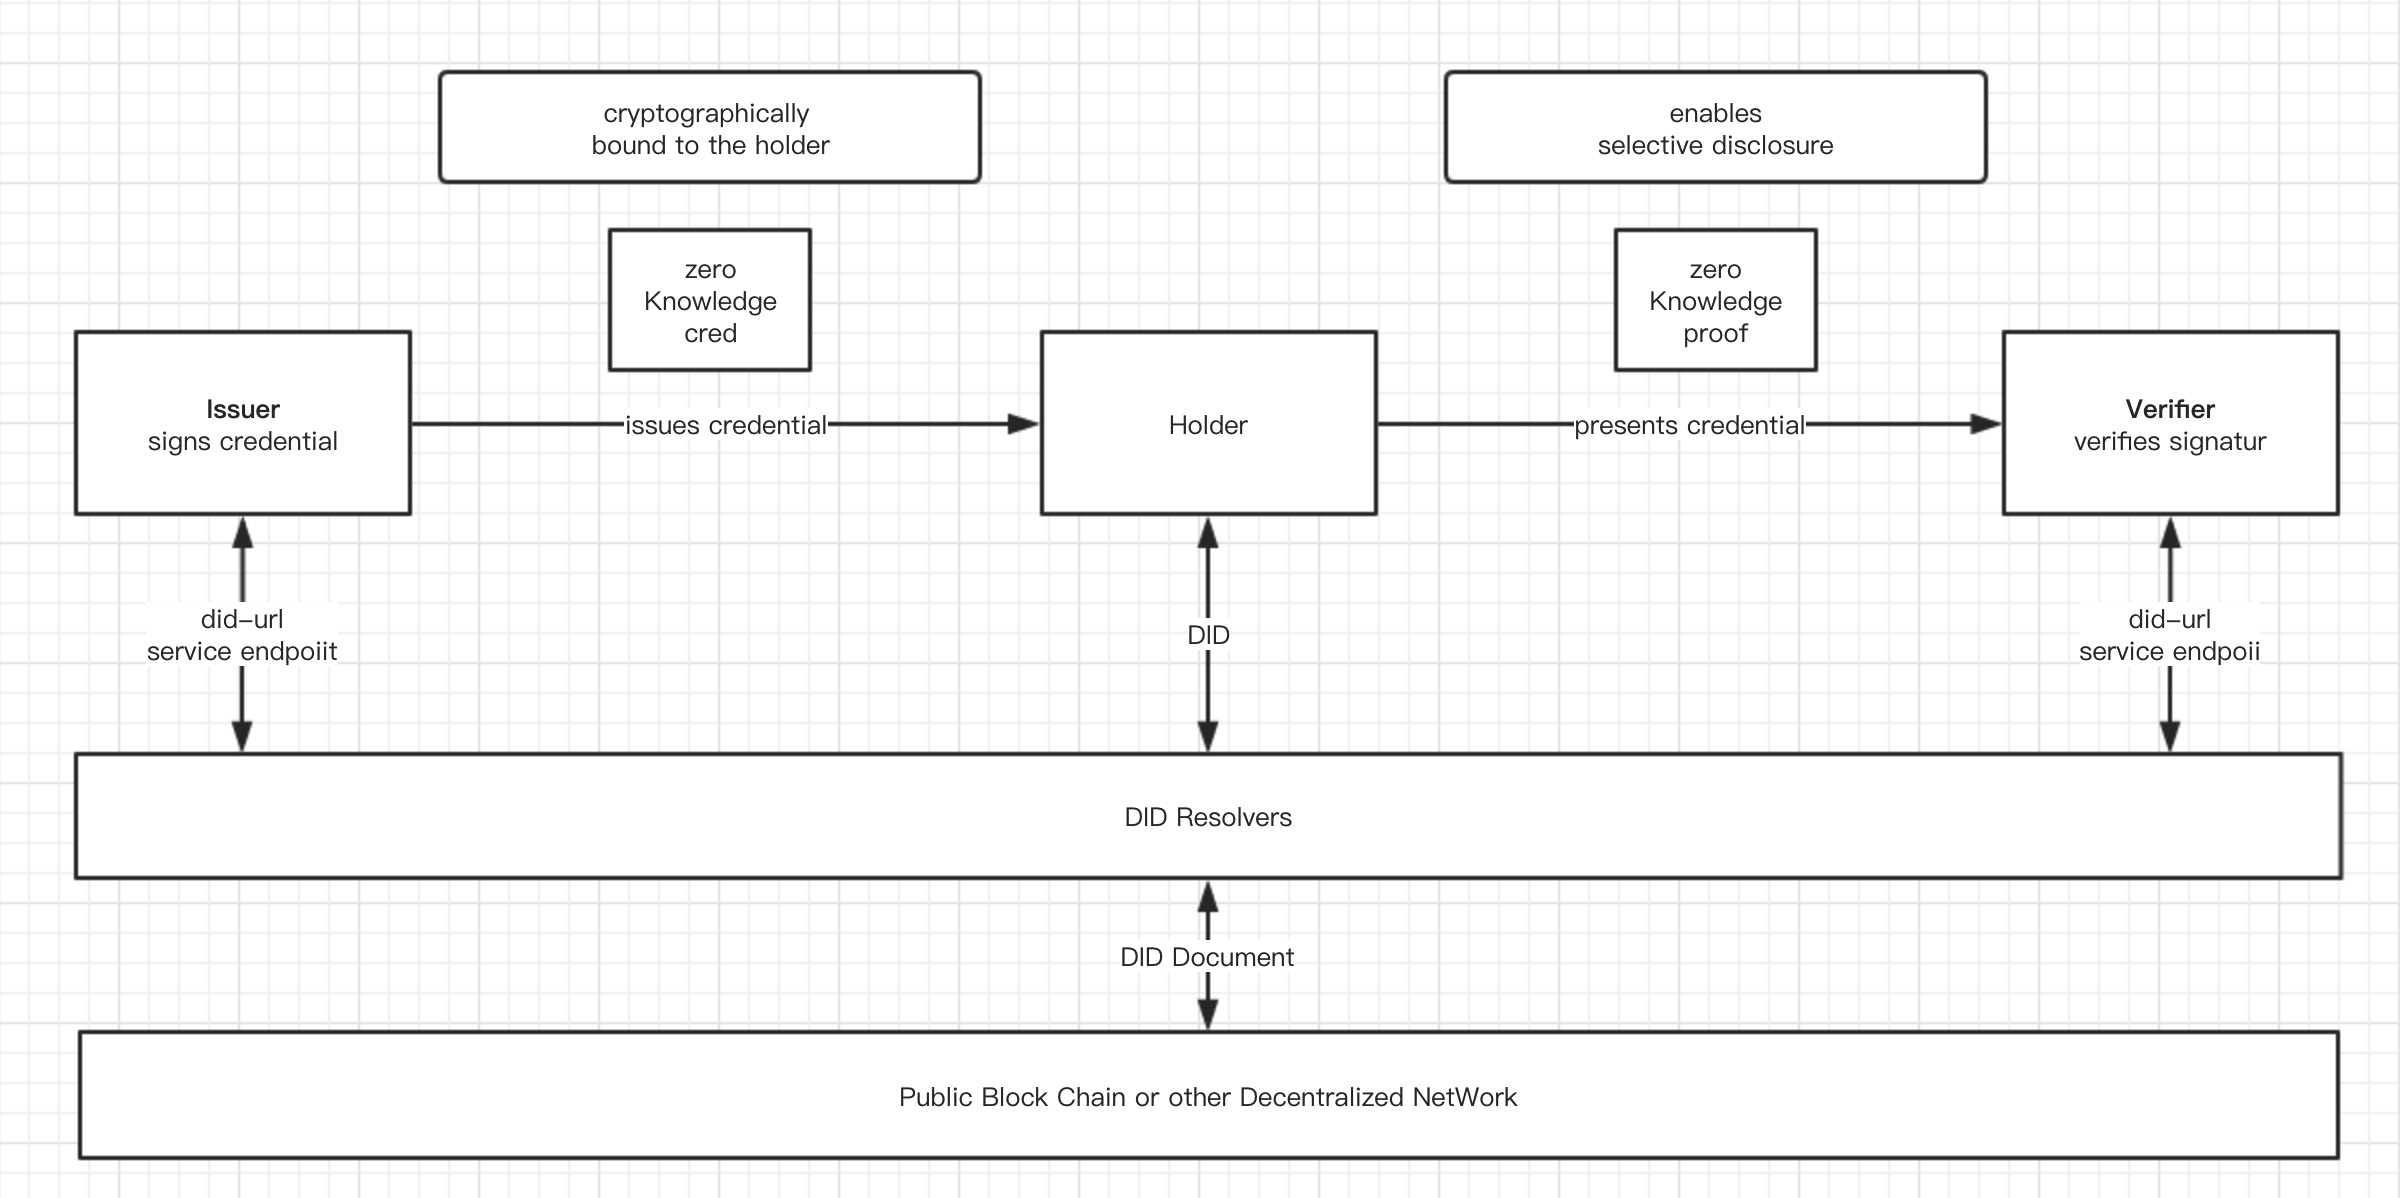 cryptographically
bound to the holder
enables
selective disclosure
zero
Knowledge
cred
zero
Knowledge
proof
Issuer
signs credential
issues credential
Holder
presents credential
Verifier
verifies signatur
did-url
service endpoiit
DID
did-url
service endpoii
DID Resolvers
DID Document
Public Block Chain or other Decentralized NetWork